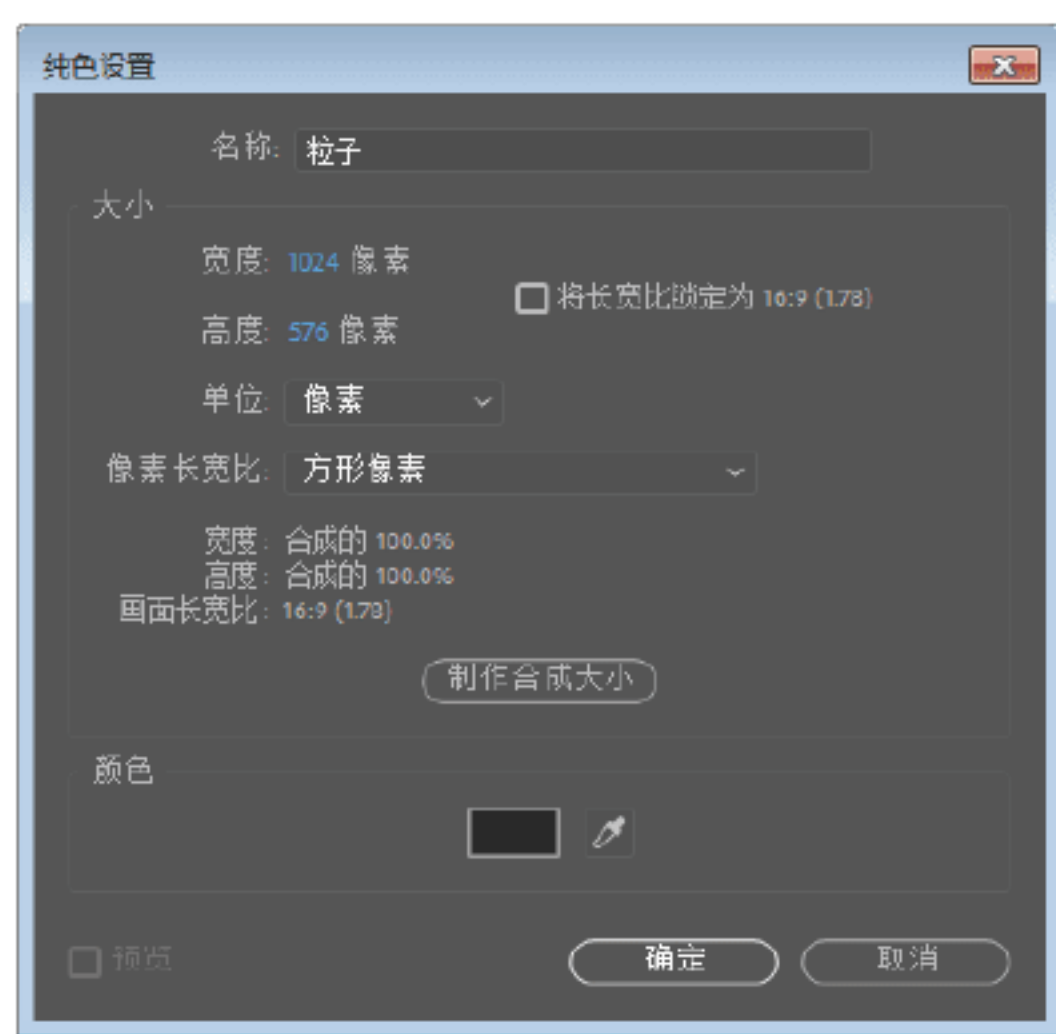 纯色设置
名称: 粒子
大小
宽度: 1024 像素
将长宽比锁定为 16:9 (1.78)
高度: 576 像素
单位: 像素
像素长宽比: 方形像素
宽度: 合成的 100.0%
高度: 合成的 100.0%
画面长宽比: 16:9 (1.78)
制作合成大小
颜色
预览
确定
取消